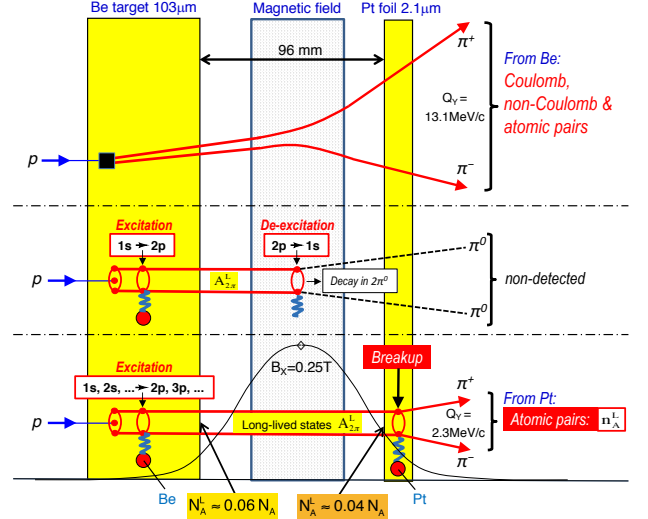 Be target 103μm
Magnetic field
Pt foil 2.1μm
96 mm
π+
From Be:
Coulomb,
non-Coulomb &
atomic pairs
QY =
13.1MeV/c
p
π−
Excitation
De-excitation
1s → 2p
2p → 1s
π0
p
A2πL
Decay in 2π0
non-detected
π0
Excitation
BX=0.25T
Breakup
1s, 2s, ... → 2p, 3p, ...
π+
From Pt:
p
Long-lived states A2πL
QY =
2.3MeV/c
Atomic pairs: nAL
π−
Be
NAL ≈ 0.06 NA
NAL ≈ 0.04 NA
Pt